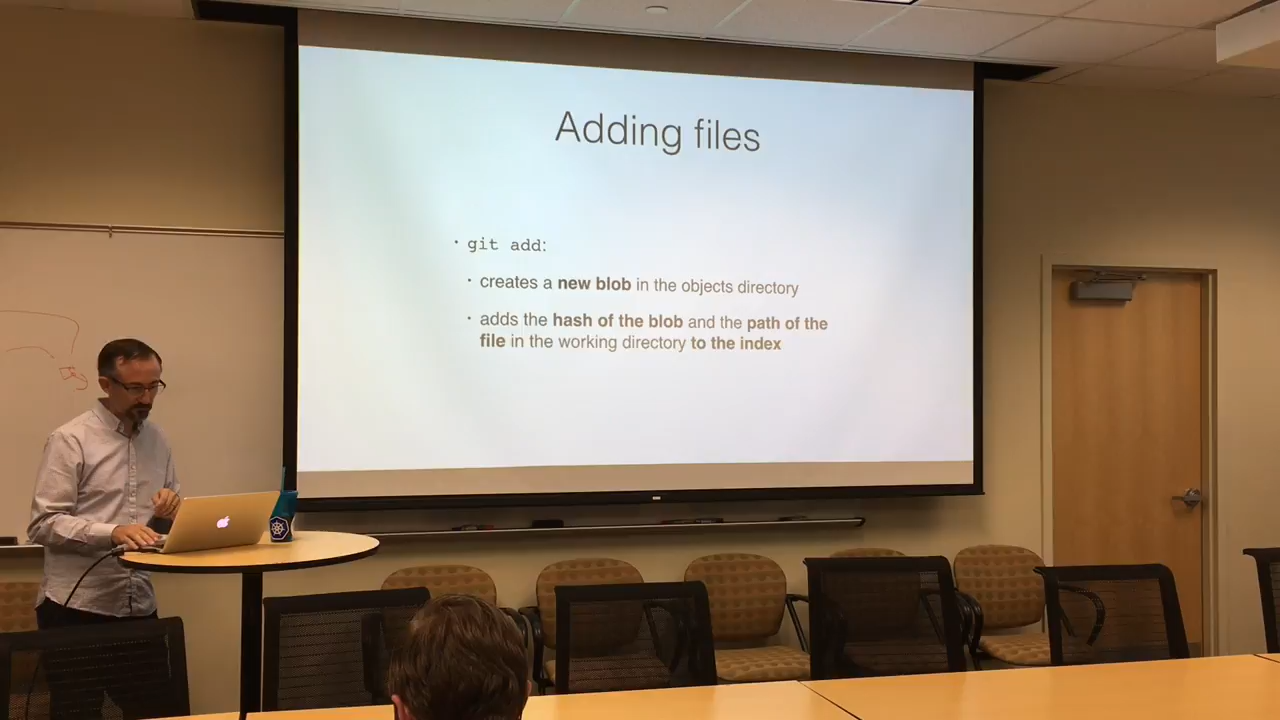 Adding files
• git add:
• creates a new blob in the objects directory
• adds the hash of the blob and the path of the
file in the working directory to the index